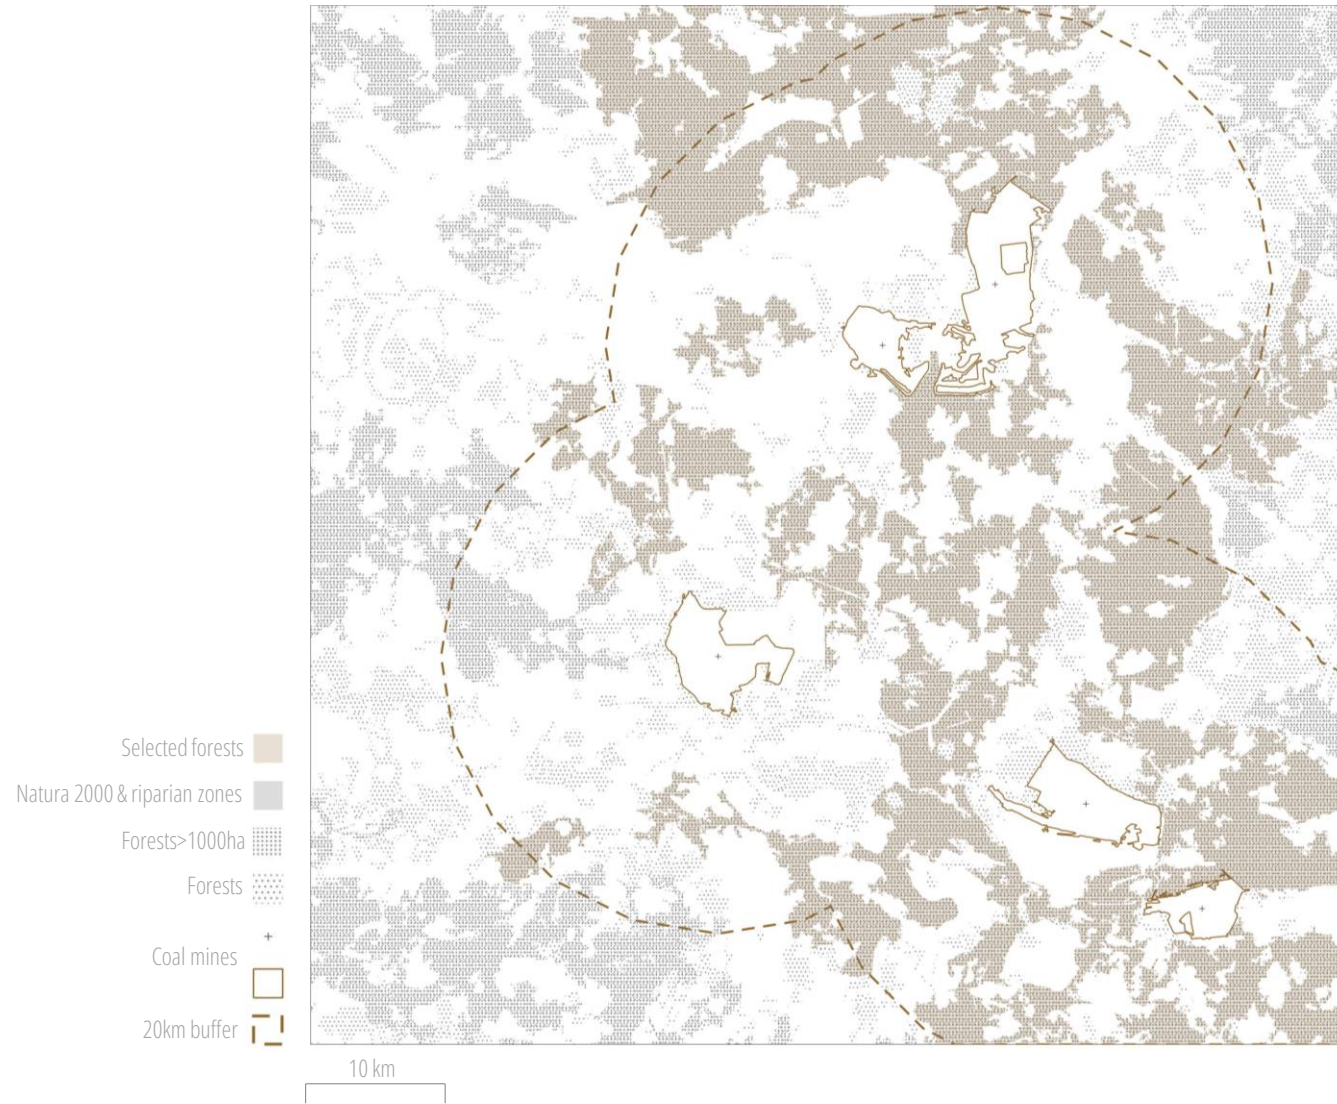 Selected forests
Natura 2000 & riparian zones
Forests>1000ha
Forests
Coal mines
20km buffer
10 km